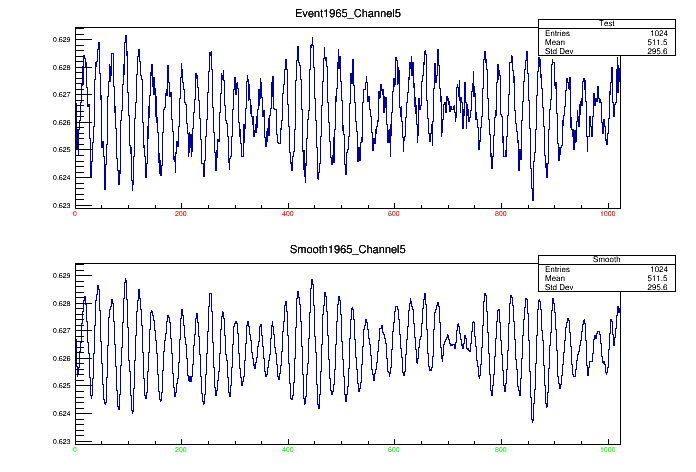 Event1965_Channel5
Test
Entries 1024
Mean 511.5
Std Dev 295.6
0.629
0.628
0.627
0.626
0.625
0.624
0.623
0 200 400 600 800 1000
Smooth1965_Channel5
Smooth
Entries 1024
Mean 511.5
Std Dev 295.6
0.629
0.628
0.627
0.626
0.625
0.624
0.623
0 200 400 600 800 1000